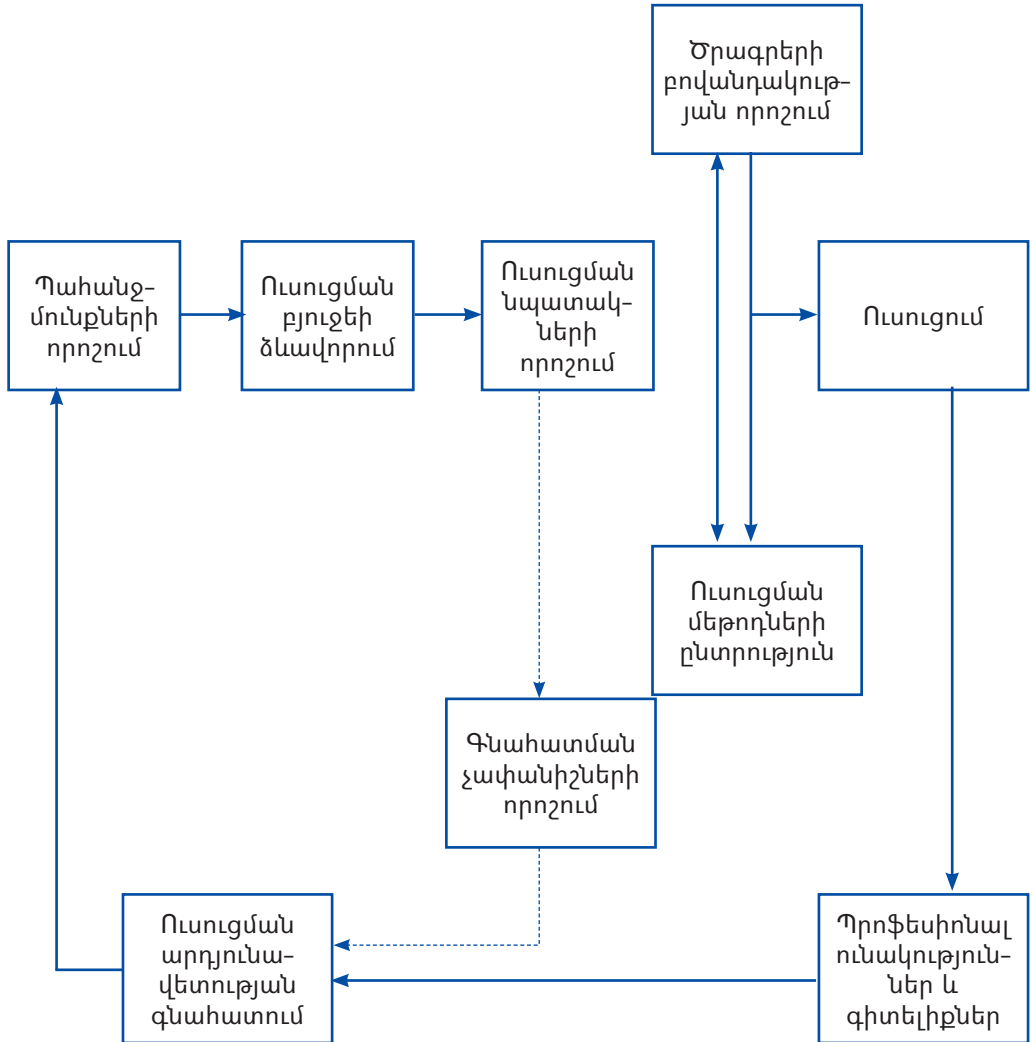 Ծրագրերի
բովանդակութ-
յան որոշում
Պահանջ-
մունքների
որոշում
Ուսուցման
բյուջեի
ձևավորում
Ուսուցման
նպատակ-
ների
որոշում
Ուսուցում
Ուսուցման
մեթոդների
ընտրություն
Գնահատման
չափանիշների
որոշում
Ուսուցման
արդյունա-
վետության
գնահատում
Պրոֆեսիոնալ
ունակություն-
ներ և
գիտելիքներ